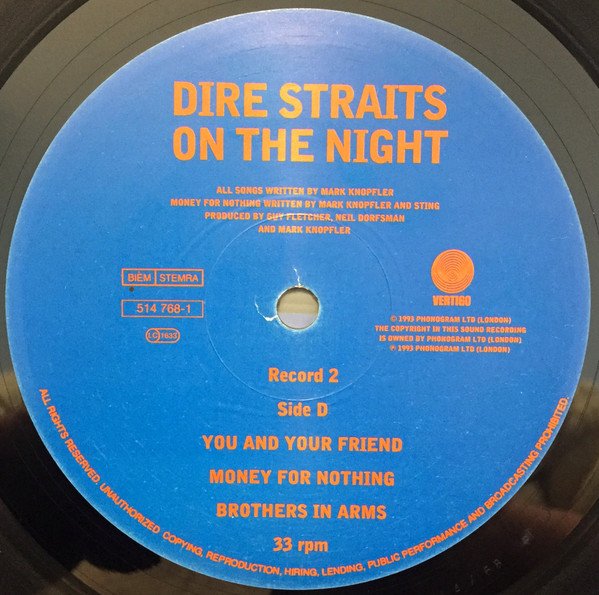 DIRE STRAITS
ON THE NIGHT
ALL SONGS WRITTEN BY MARK KNOPFLER
MONEY FOR NOTHING WRITTEN BY MARK KNOPFLER AND STING
PRODUCED BY GUY FLETCHER, NEIL DORFSMAN
AND MARK KNOPFLER
BIEM STEMRA
514 768-1
LC 1633
VERTIGO
© 1993 PHONOGRAM LTD (LONDON)
THE COPYRIGHT IN THIS SOUND RECORDING
IS OWNED BY PHONOGRAM LTD (LONDON)
℗ 1993 PHONOGRAM LTD (LONDON)
Record 2
Side D
YOU AND YOUR FRIEND
MONEY FOR NOTHING
BROTHERS IN ARMS
33 rpm
ALL RIGHTS RESERVED. UNAUTHORIZED COPYING, REPRODUCTION, HIRING, LENDING, PUBLIC PERFORMANCE AND BROADCASTING PROHIBITED.